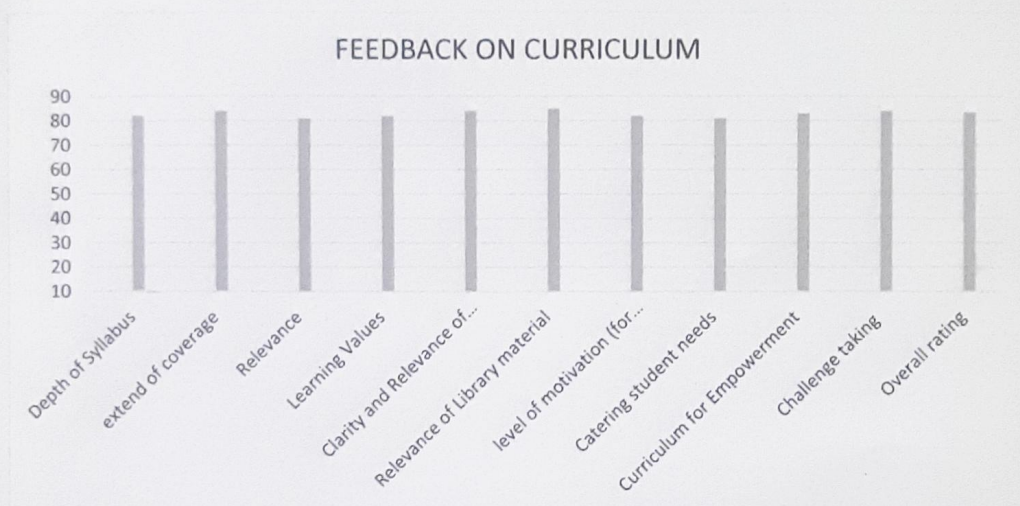 FEEDBACK ON CURRICULUM
90
80
70
60
50
40
30
20
10
Depth of Syllabus
extend of coverage
Relevance
Learning Values
Clarity and Relevance of...
Relevance of Library material
level of motivation (for...
Catering student needs
Curriculum for Empowerment
Challenge taking
Overall rating